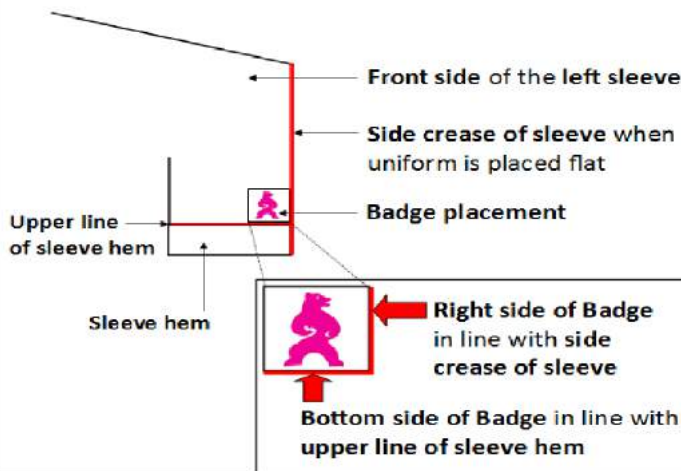 Front side of the left sleeve
Side crease of sleeve when
uniform is placed flat
Badge placement
Upper line
of sleeve hem
Sleeve hem
Right side of Badge
in line with side
crease of sleeve
Bottom side of Badge in line with
upper line of sleeve hem